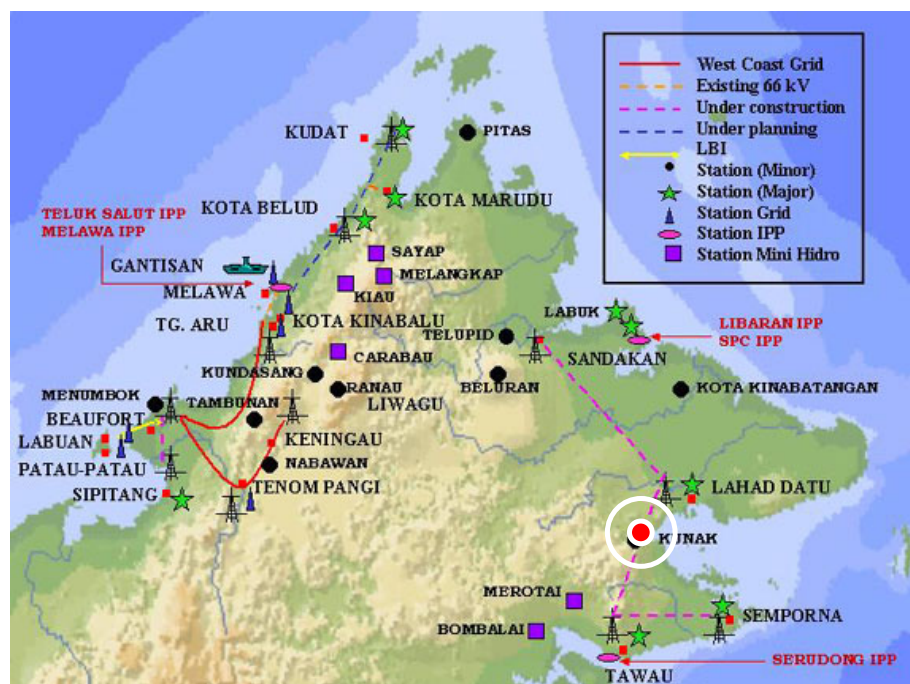 West Coast Grid
Existing 66 kV
Under construction
Under planning
LBI
Station (Minor)
Station (Major)
Station Grid
Station IPP
Station Mini Hidro
KUDAT
PITAS
KOTA MARUDU
KOTA BELUD
TELUK SALUT IPP
MELAWA IPP
SAYAP
GANTISAN
MELANGKAP
MELAWA
KIAU
LABUK
TG. ARU
KOTA KINABALU
LIBARAN IPP
SPC IPP
TELUPID
SANDAKAN
CARABAU
KUNDASANG
RANAU
BELURAN
KOTA KINABATANGAN
MENUMBOK
TAMBUNAN
LIWAGU
BEAUFORT
LABUAN
KENINGAU
PATAU-PATAU
NABAWAN
SIPITANG
TENOM PANGI
LAHAD DATU
KUNAK
MEROTAI
SEMPORNA
BOMBALAI
SERUDONG IPP
TAWAU